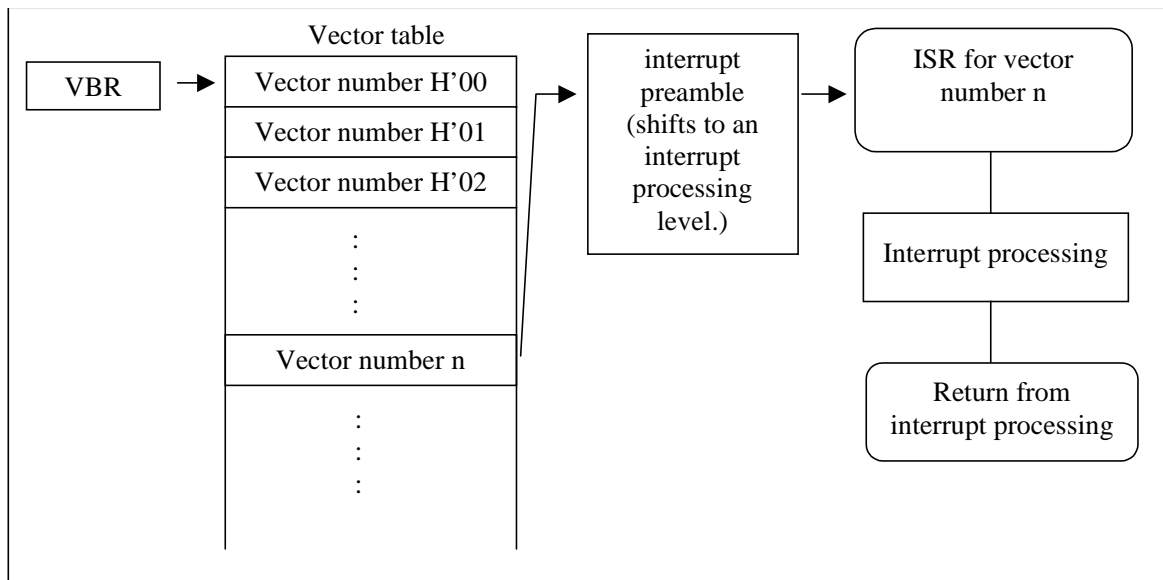 Vector table
VBR
Vector number H’00
Vector number H’01
Vector number H’02
Vector number n
interrupt
preamble
(shifts to an
interrupt
processing
level.)
ISR for vector
number n
Interrupt processing
Return from
interrupt processing